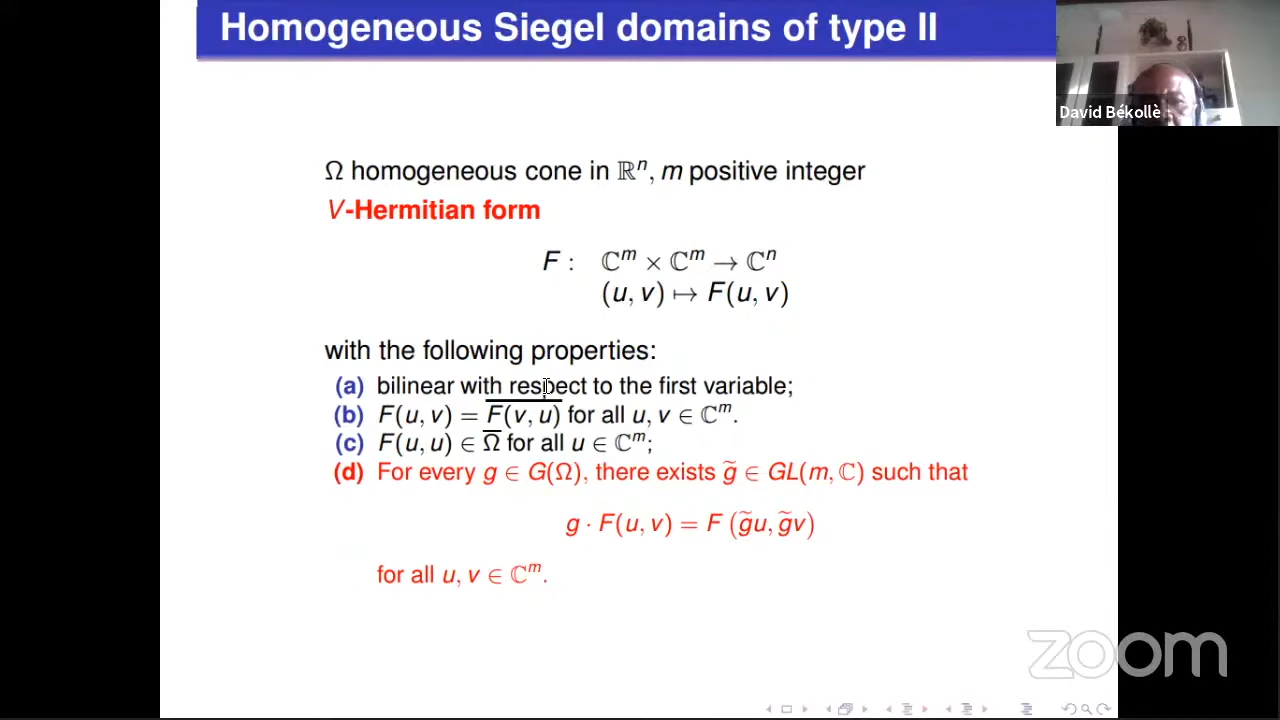 Homogeneous Siegel domains of type II
David Békollè
Ω homogeneous cone in ℝⁿ, m positive integer
V-Hermitian form
F : ℂᵐ × ℂᵐ → ℂⁿ
(u, v) ↦ F(u, v)
with the following properties:
(a) bilinear with respect to the first variable;
(b) F(u, v) = \overline{F(v, u)} for all u, v ∈ ℂᵐ.
(c) F(u, u) ∈ \overline{Ω} for all u ∈ ℂᵐ;
(d) For every g ∈ G(Ω), there exists g̃ ∈ GL(m, ℂ) such that
g · F(u, v) = F (g̃u, g̃v)
for all u, v ∈ ℂᵐ.
zoom